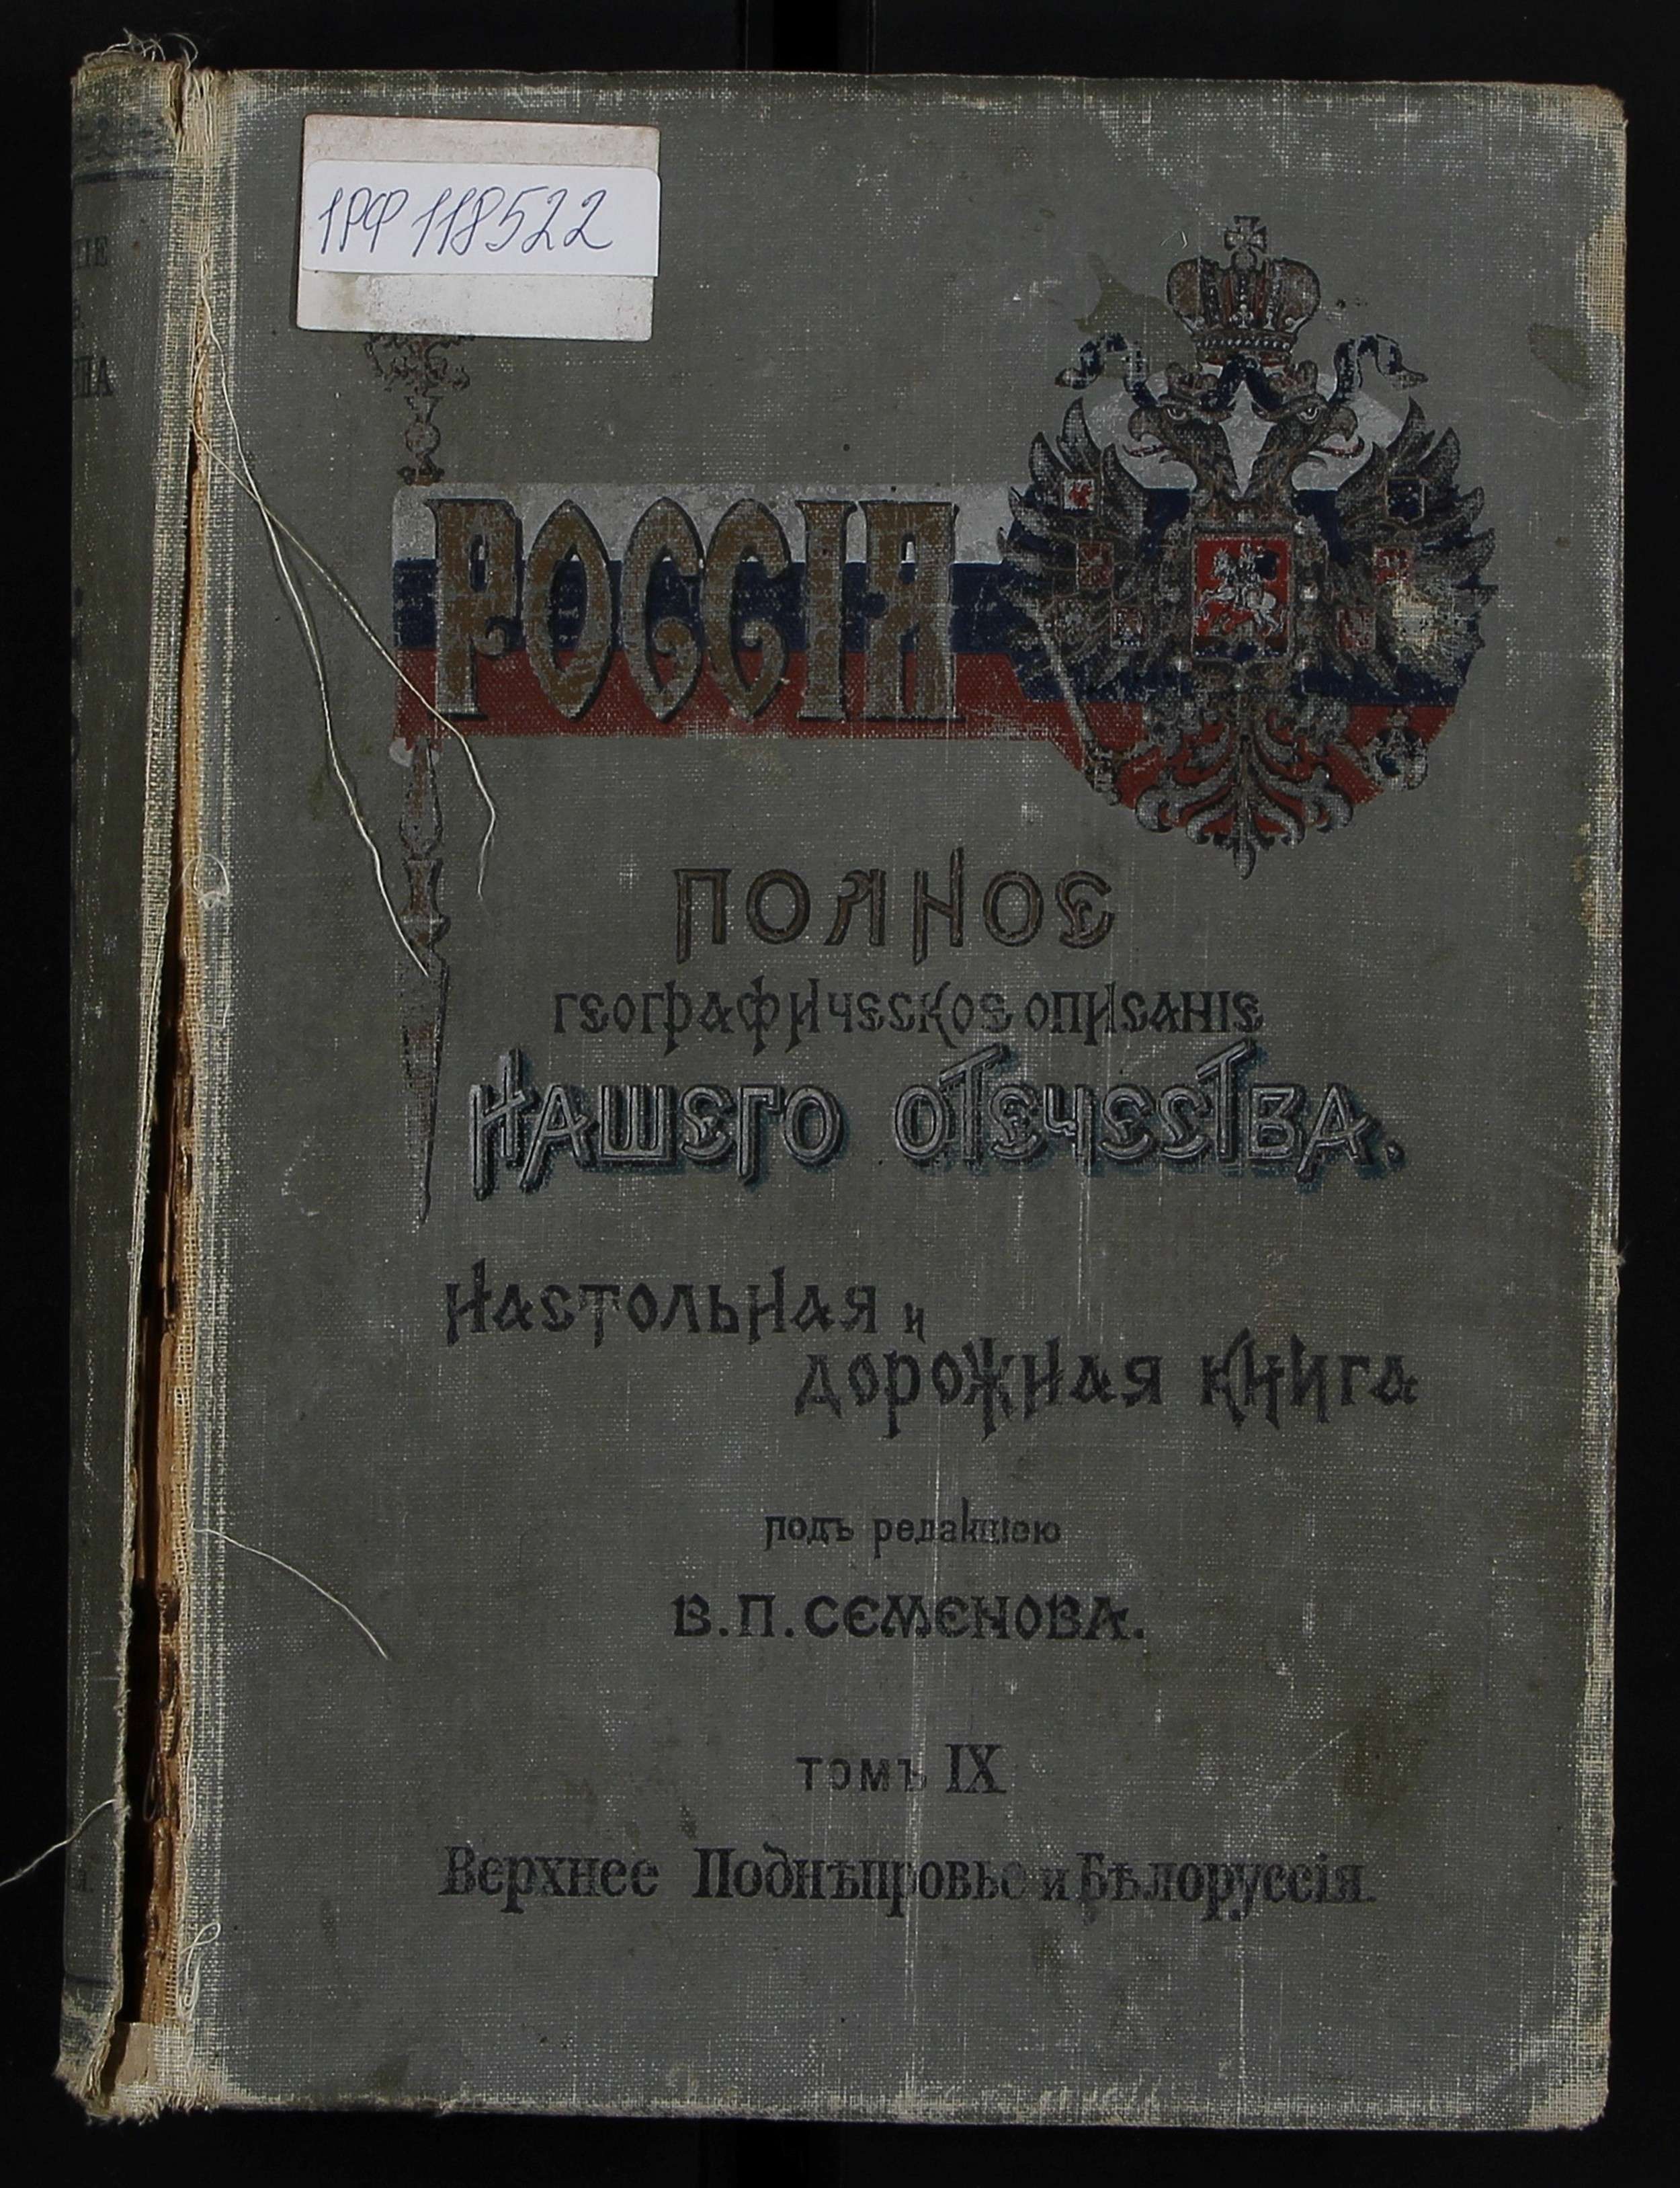 1РФ 118522
РОССІЯ
ПОЛНОЕ
ГЕОГРАФИЧЕСКОЕ ОПИСАНІЕ
НАШЕГО ОТЕЧЕСТВА.
НАСТОЛЬНАЯ и
ДОРОЖНАЯ КНИГА
подъ редакціею
В. П. СЕМЕНОВА.
томъ IX
Верхнее Поднѣпровье и Бѣлоруссія.